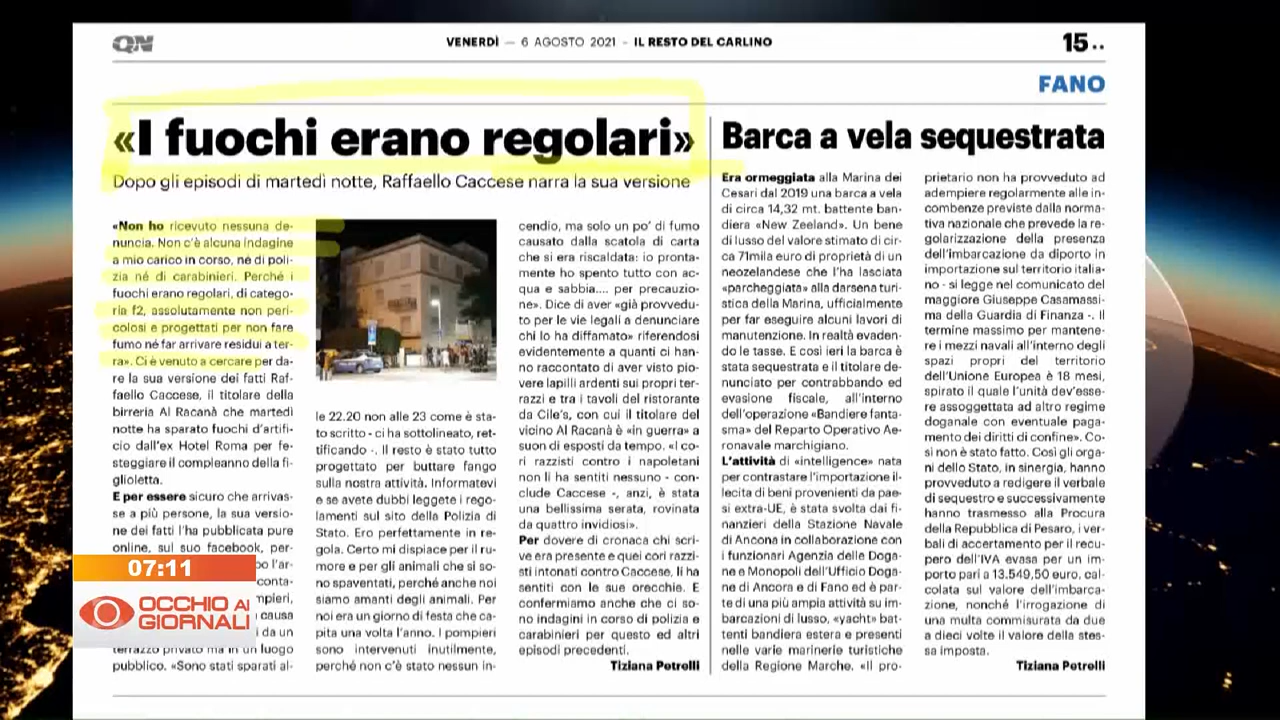 QN
VENERDÌ — 6 AGOSTO 2021 – IL RESTO DEL CARLINO
15..
FANO
«I fuochi erano regolari»
Dopo gli episodi di martedì notte, Raffaello Caccese narra la sua versione
«Non ho ricevuto nessuna de-
nuncia. Non c'è alcuna indagine
a mio carico in corso, né di poli-
zia né di carabinieri. Perché i
fuochi erano regolari, di catego-
ria f2, assolutamente non peri-
colosi e progettati per non fare
fumo né far arrivare residui a ter-
ra». Ci è venuto a cercare per da-
re la sua versione dei fatti Raf-
faello Caccese, il titolare della
birreria Al Racanà che martedì
notte ha sparato fuochi d'artifi-
cio dall'ex Hotel Roma per fe-
steggiare il compleanno della fi-
glioletta.
E per essere sicuro che arrivas-
se a più persone, la sua versio-
ne dei fatti l'ha pubblicata pure
online, sul suo facebook, per-
po l'ar-
conta-
mpieri,
causa
i da un
terrazzo privato ma in un luogo
pubblico. «Sono stati sparati al-
le 22.20 non alle 23 come è sta-
to scritto - ci ha sottolineato, ret-
tificando -. Il resto è stato tutto
progettato per buttare fango
sulla nostra attività. Informatevi
e se avete dubbi leggete i rego-
lamenti sul sito della Polizia di
Stato. Ero perfettamente in re-
gola. Certo mi dispiace per il ru-
more e per gli animali che si so-
no spaventati, perché anche noi
siamo amanti degli animali. Per
noi era un giorno di festa che ca-
pita una volta l'anno. I pompieri
sono intervenuti inutilmente,
perché non c'è stato nessun in-
cendio, ma solo un po' di fumo
causato dalla scatola di carta
che si era riscaldata: io pronta-
mente ho spento tutto con ac-
qua e sabbia.... per precauzio-
ne». Dice di aver «già provvedu-
to per le vie legali a denunciare
chi lo ha diffamato» riferendosi
evidentemente a quanti ci han-
no raccontato di aver visto pio-
vere lapilli ardenti sui propri ter-
razzi e tra i tavoli del ristorante
da Cile's, con cui il titolare del
vicino Al Racanà è «in guerra» a
suon di esposti da tempo. «I co-
ri razzisti contro i napoletani
non li ha sentiti nessuno - con-
clude Caccese -, anzi, è stata
una bellissima serata, rovinata
da quattro invidiosi».
Per dovere di cronaca chi scri-
ve era presente e quei cori razzi-
sti intonati contro Caccese, li ha
sentiti con le sue orecchie. E
confermiamo anche che ci so-
no indagini in corso di polizia e
carabinieri per questo ed altri
episodi precedenti.
Tiziana Petrelli
Barca a vela sequestrata
Era ormeggiata alla Marina dei
Cesari dal 2019 una barca a vela
di circa 14,32 mt. battente ban-
diera «New Zeeland». Un bene
di lusso del valore stimato di cir-
ca 71mila euro di proprietà di un
neozelandese che l'ha lasciata
«parcheggiata» alla darsena turi-
stica della Marina, ufficialmente
per far eseguire alcuni lavori di
manutenzione. In realtà evaden-
do le tasse. E così ieri la barca è
stata sequestrata e il titolare de-
nunciato per contrabbando ed
evasione fiscale, all'interno
dell'operazione «Bandiere fanta-
sma» del Reparto Operativo Ae-
ronavale marchigiano.
L'attività di «intelligence» nata
per contrastare l'importazione il-
lecita di beni provenienti da pae-
si extra-UE, è stata svolta dai fi-
nanzieri della Stazione Navale
di Ancona in collaborazione con
i funzionari Agenzia delle Doga-
ne e Monopoli dell'Ufficio Doga-
ne di Ancona e di Fano ed è par-
te di una più ampia attività su im-
barcazioni di lusso, «yacht» bat-
tenti bandiera estera e presenti
nelle varie marinerie turistiche
della Regione Marche. «Il pro-
prietario non ha provveduto ad
adempiere regolarmente alle in-
combenze previste dalla norma-
tiva nazionale che prevede la re-
golarizzazione della presenza
dell'imbarcazione da diporto in
importazione sul territorio italia-
no - si legge nel comunicato del
maggiore Giuseppe Casamassi-
ma della Guardia di Finanza -. Il
termine massimo per mantene-
re i mezzi navali all'interno degli
spazi propri del territorio
dell'Unione Europea è 18 mesi,
spirato il quale l'unità dev'esse-
re assoggettata ad altro regime
doganale con eventuale paga-
mento dei diritti di confine». Co-
sì non è stato fatto. Così gli orga-
ni dello Stato, in sinergia, hanno
provveduto a redigere il verbale
di sequestro e successivamente
hanno trasmesso alla Procura
della Repubblica di Pesaro, i ver-
bali di accertamento per il recu-
pero dell'IVA evasa per un im-
porto pari a 13.549,50 euro, cal-
colata sul valore dell'imbarca-
zione, nonché l'irrogazione di
una multa commisurata da due
a dieci volte il valore della stes-
sa imposta.
Tiziana Petrelli
07:11
OCCHIO AI
GIORNALI